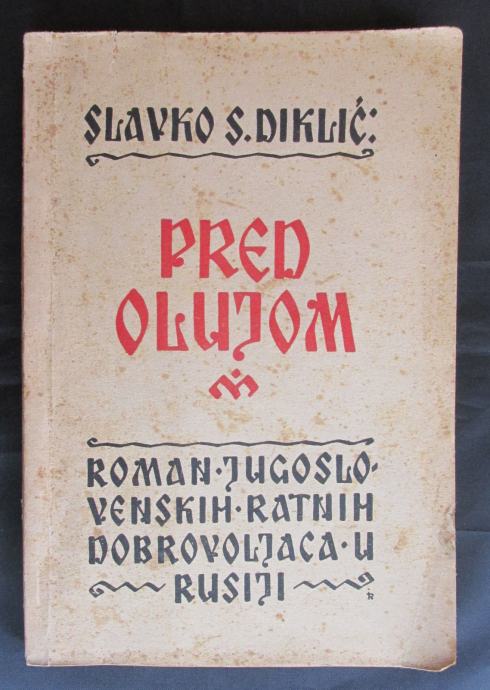 SLAVKO S. DIKLIĆ:
PRED
OLUJOM
ROMAN·JUGOSLO-
VENSKIH·RATNIH
DOBROVOLJACA·U
RUSIJI